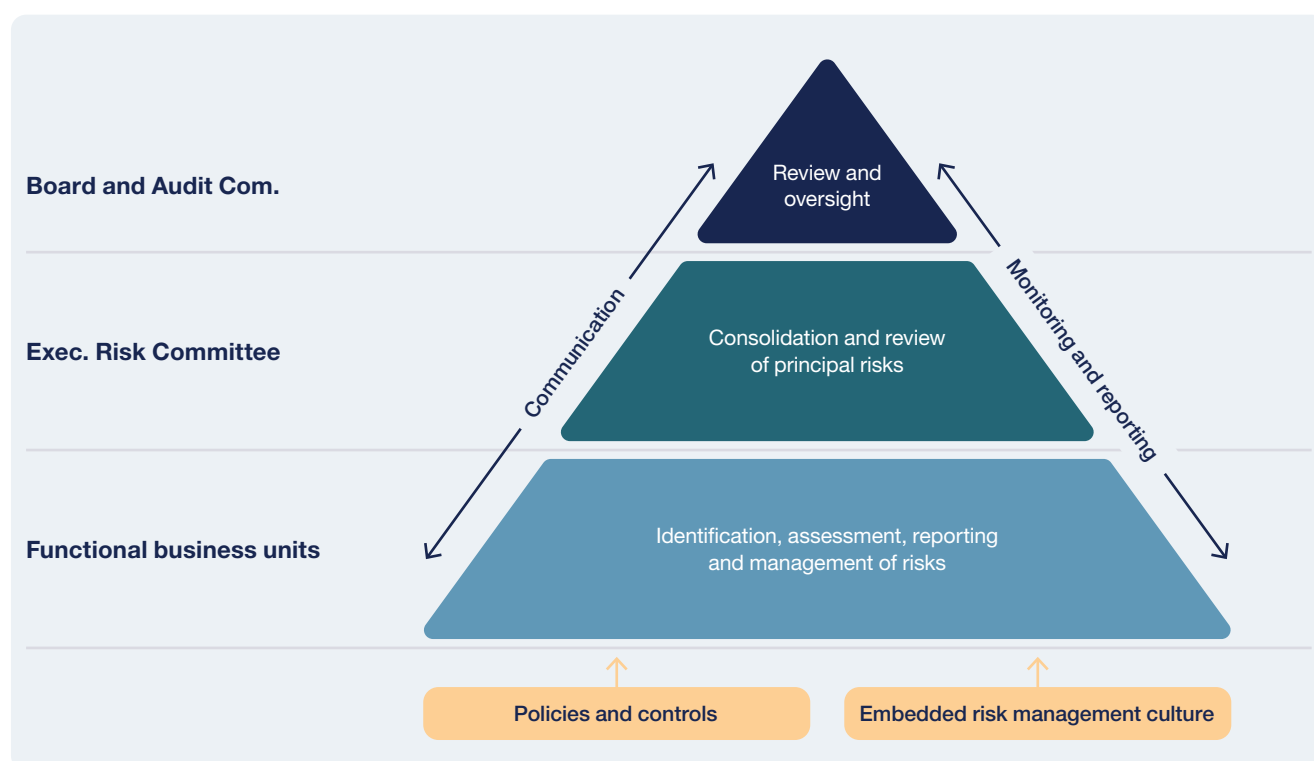 Board and Audit Com.
Review and
oversight
Communication
Monitoring and reporting
Exec. Risk Committee
Consolidation and review
of principal risks
Functional business units
Identification, assessment, reporting
and management of risks
Policies and controls
Embedded risk management culture